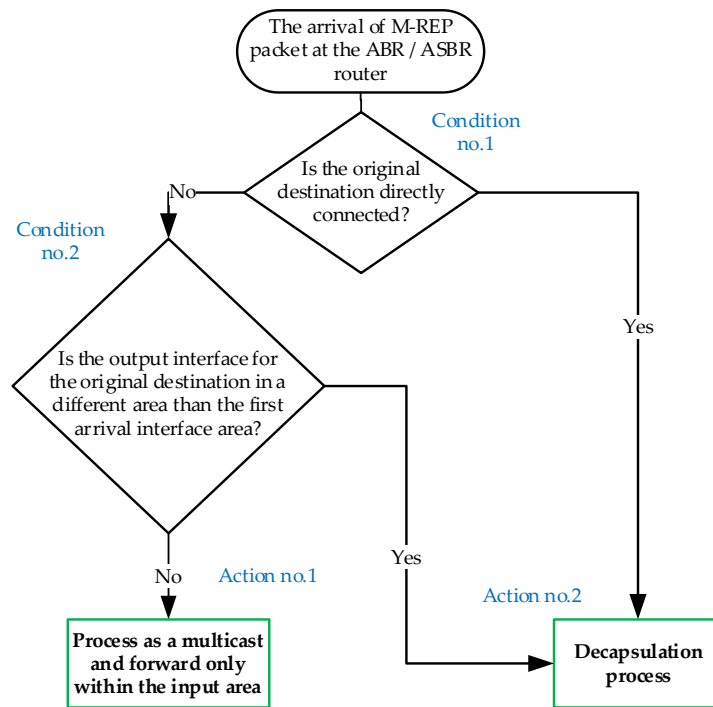 The arrival of M-REP
packet at the ABR / ASBR
router
Condition
no.1
Is the original
destination directly
connected?
No
Condition
no.2
Yes
Is the output interface for
the original destination in a
different area than the first
arrival interface area?
Yes
No
Action no.1
Action no.2
Process as a multicast
and forward only
within the input area
Decapsulation
process